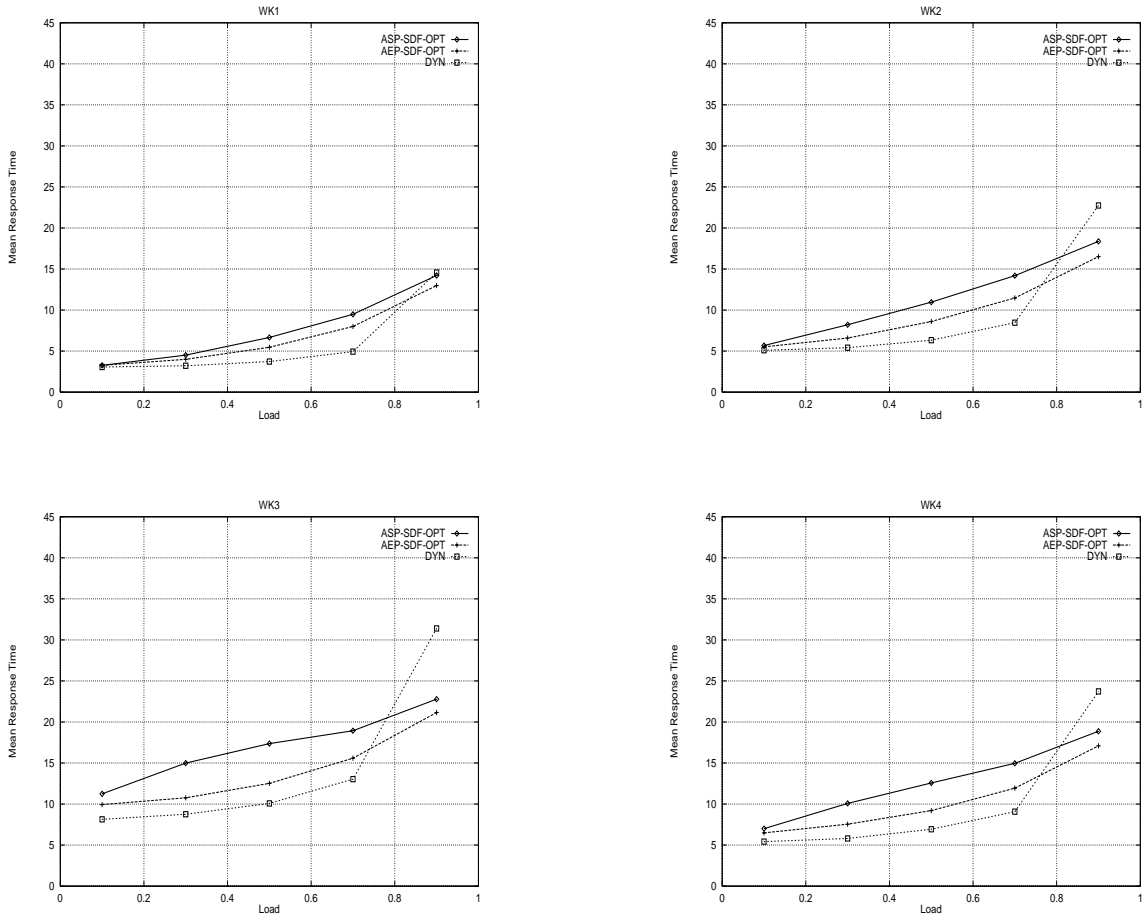 WK1
45
40
35
30
25
20
15
10
5
0
0 0.2 0.4 0.6 0.8 1
Mean Response Time
Load
ASP-SDF-OPT
AEP-SDF-OPT
DYN
WK2
45
40
35
30
25
20
15
10
5
0
0 0.2 0.4 0.6 0.8 1
Mean Response Time
Load
ASP-SDF-OPT
AEP-SDF-OPT
DYN
WK3
45
40
35
30
25
20
15
10
5
0
0 0.2 0.4 0.6 0.8 1
Mean Response Time
Load
ASP-SDF-OPT
AEP-SDF-OPT
DYN
WK4
45
40
35
30
25
20
15
10
5
0
0 0.2 0.4 0.6 0.8 1
Mean Response Time
Load
ASP-SDF-OPT
AEP-SDF-OPT
DYN